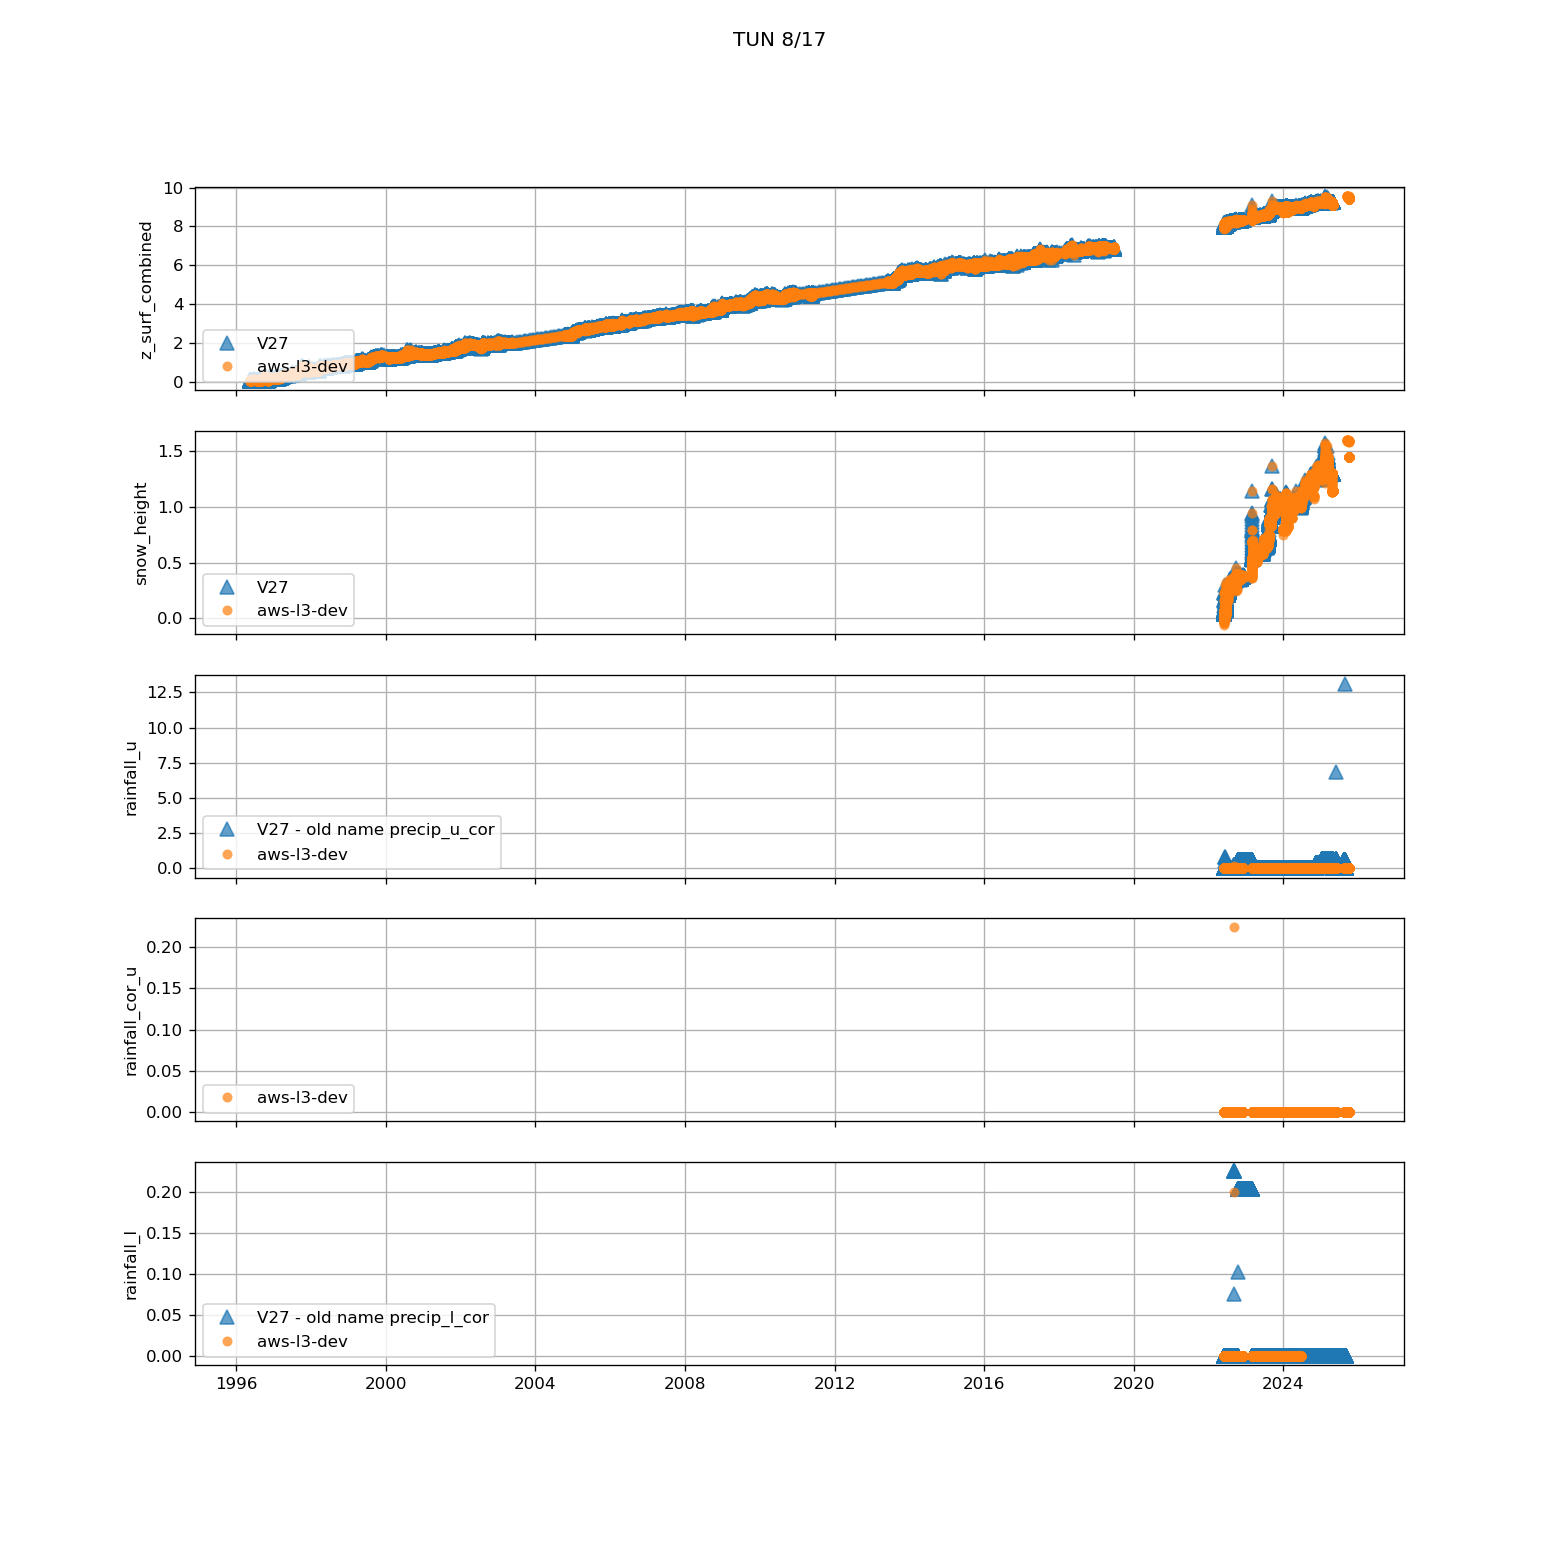 TUN 8/17
10
8
6
4
2
0
z_surf_combined
V27
aws-l3-dev
1.5
1.0
0.5
0.0
snow_height
V27
aws-l3-dev
12.5
10.0
7.5
5.0
2.5
0.0
rainfall_u
V27 - old name precip_u_cor
aws-l3-dev
0.20
0.15
0.10
0.05
0.00
rainfall_cor_u
aws-l3-dev
0.20
0.15
0.10
0.05
0.00
rainfall_l
V27 - old name precip_l_cor
aws-l3-dev
1996 2000 2004 2008 2012 2016 2020 2024